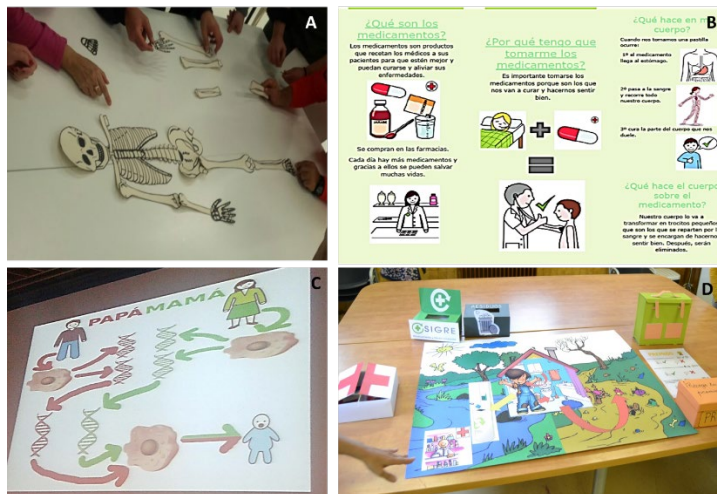 A
B
¿Qué son los
medicamentos?
Los medicamentos son productos
que recetan los médicos a sus
pacientes para que estén mejor y
puedan curarse y aliviar sus
enfermedades.
Se compran en las farmacias.
Cada día hay más medicamentos y
gracias a ellos se pueden salvar
muchas vidas.
¿Por qué tengo que
tomarme los
medicamentos?
Es importante tomarse los
medicamentos porque son los que
nos van a curar y hacernos sentir
bien.
¿Qué hace en m
cuerpo?
Cuando nos tomamos una pastilla
ocurre:
1º el medicamento
llega al estómago.
2º pasa a la sangre y
recorre todo
nuestro cuerpo.
3º cura la parte del cuerpo que nos
duele.
¿Qué hace el cuerpo
sobre el
medicamento?
Nuestro cuerpo lo va a
transformar en trocitos pequeños
que son los que se reparten por l
sangre y se encargan de hacerno
sentir bien. Después, serán
eliminados.
C
PAPÁ MAMÁ
D
SIGRE